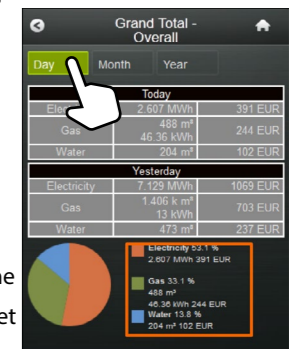 Grand Total -
Overall
Day Month Year
Today
2.607 MWh 391 EUR
Gas 488 m³ 244 EUR
46.36 kWh
Water 204 m³ 102 EUR
Yesterday
Electricity 7.129 MWh 1069 EUR
Gas 1.406 k m³ 703 EUR
13 kWh
Water 473 m³ 237 EUR
Electricity 53.1 %
2.607 MWh 391 EUR
Gas 33.1 %
488 m³
46.36 kWh 244 EUR
Water 13.8 %
204 m³ 102 EUR
ne
et